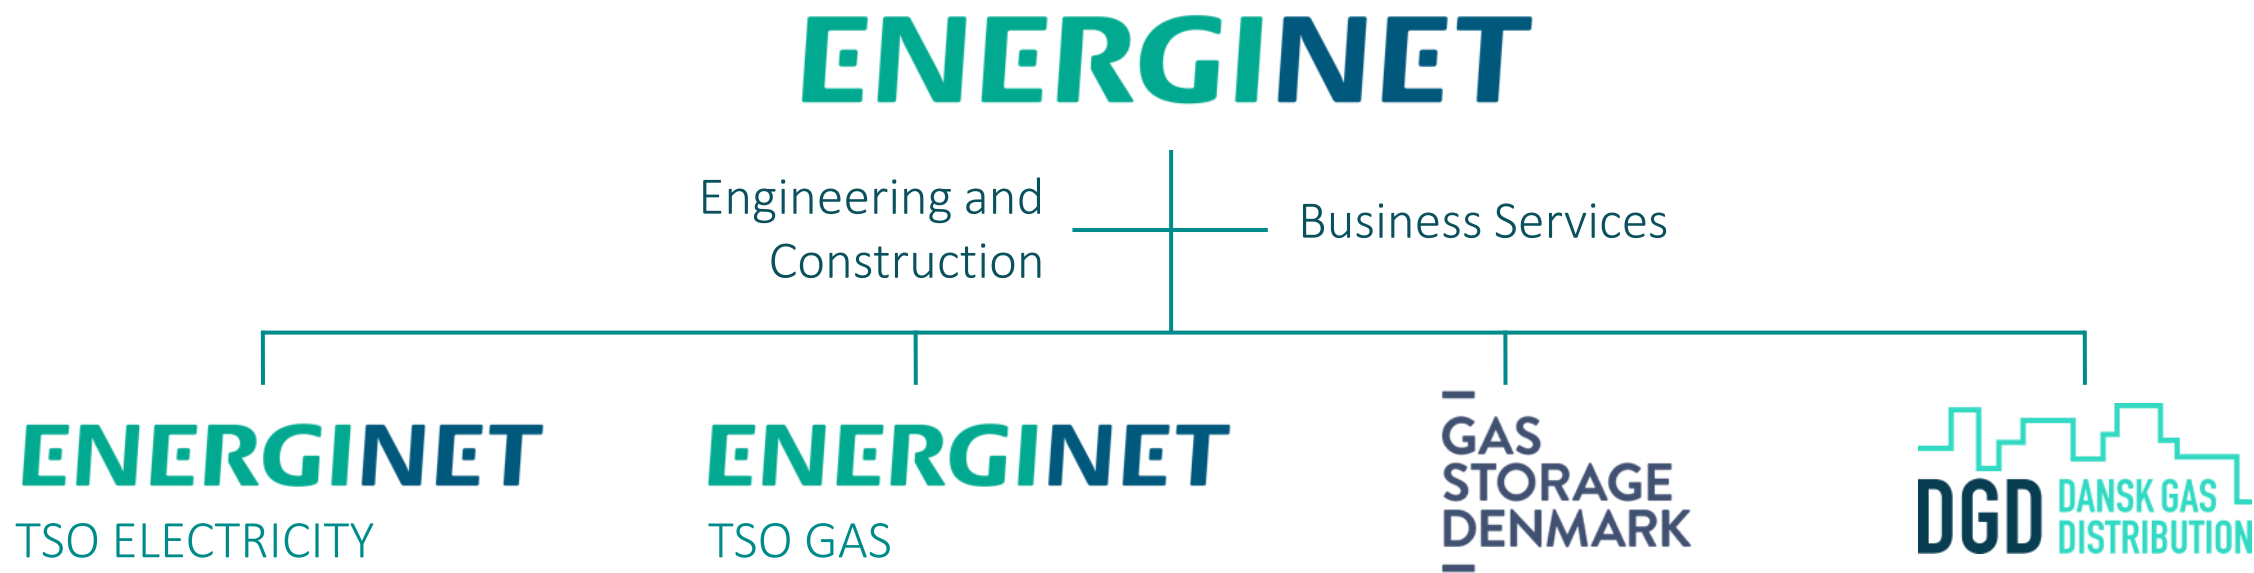 ENERGINET
Engineering and
Construction
Business Services
ENERGINET
TSO ELECTRICITY
ENERGINET
TSO GAS
GAS
STORAGE
DENMARK
DGD
DANSK GAS
DISTRIBUTION